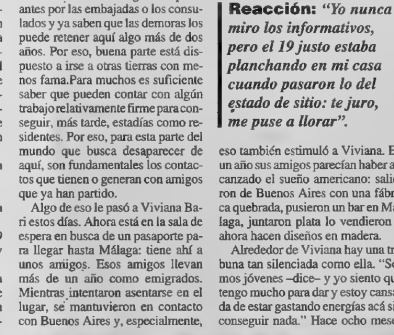 antes por las embajadas o los consu-
lados y ya saben que las demoras los
puede retener aquí algo más de dos
años. Por eso, buena parte está dis-
puesto a irse a otras tierras con me-
nos fama.Para muchos es suficiente
saber que pueden contar con algún
trabajo relativamente firme para con-
seguir, más tarde, estadías como re-
sidentes. Por eso, para esta parte del
mundo que busca desaparecer de
aquí, son fundamentales los contac-
tos que tienen o generan con amigos
que ya han partido.
Algo de eso le pasó a Viviana Ba-
ri estos días. Ahora está en la sala de
espera en busca de un pasaporte pa-
ra llegar hasta Málaga: tiene ahí a
unos amigos. Esos amigos llevan
más de un año como emigrados.
Mientras intentaron asentarse en el
lugar, se mantuvieron en contacto
con Buenos Aires y, especialmente,
Reacción: “Yo nunca
miro los informativos,
pero el 19 justo estaba
planchando en mi casa
cuando pasaron lo del
estado de sitio: te juro,
me puse a llorar”.
eso también estimuló a Viviana. E
un año sus amigos parecían haber a
canzado el sueño americano: salie
ron de Buenos Aires con una fábr
ca quebrada, pusieron un bar en Má
laga, juntaron plata lo vendieron
ahora hacen diseños en madera.
Alrededor de Viviana hay una tr
buna tan silenciada como ella. “So
mos jóvenes –dice– y yo siento qu
tengo mucho para dar y estoy cansa
da de estar gastando energías acá si
conseguir nada.” Hace ocho mese